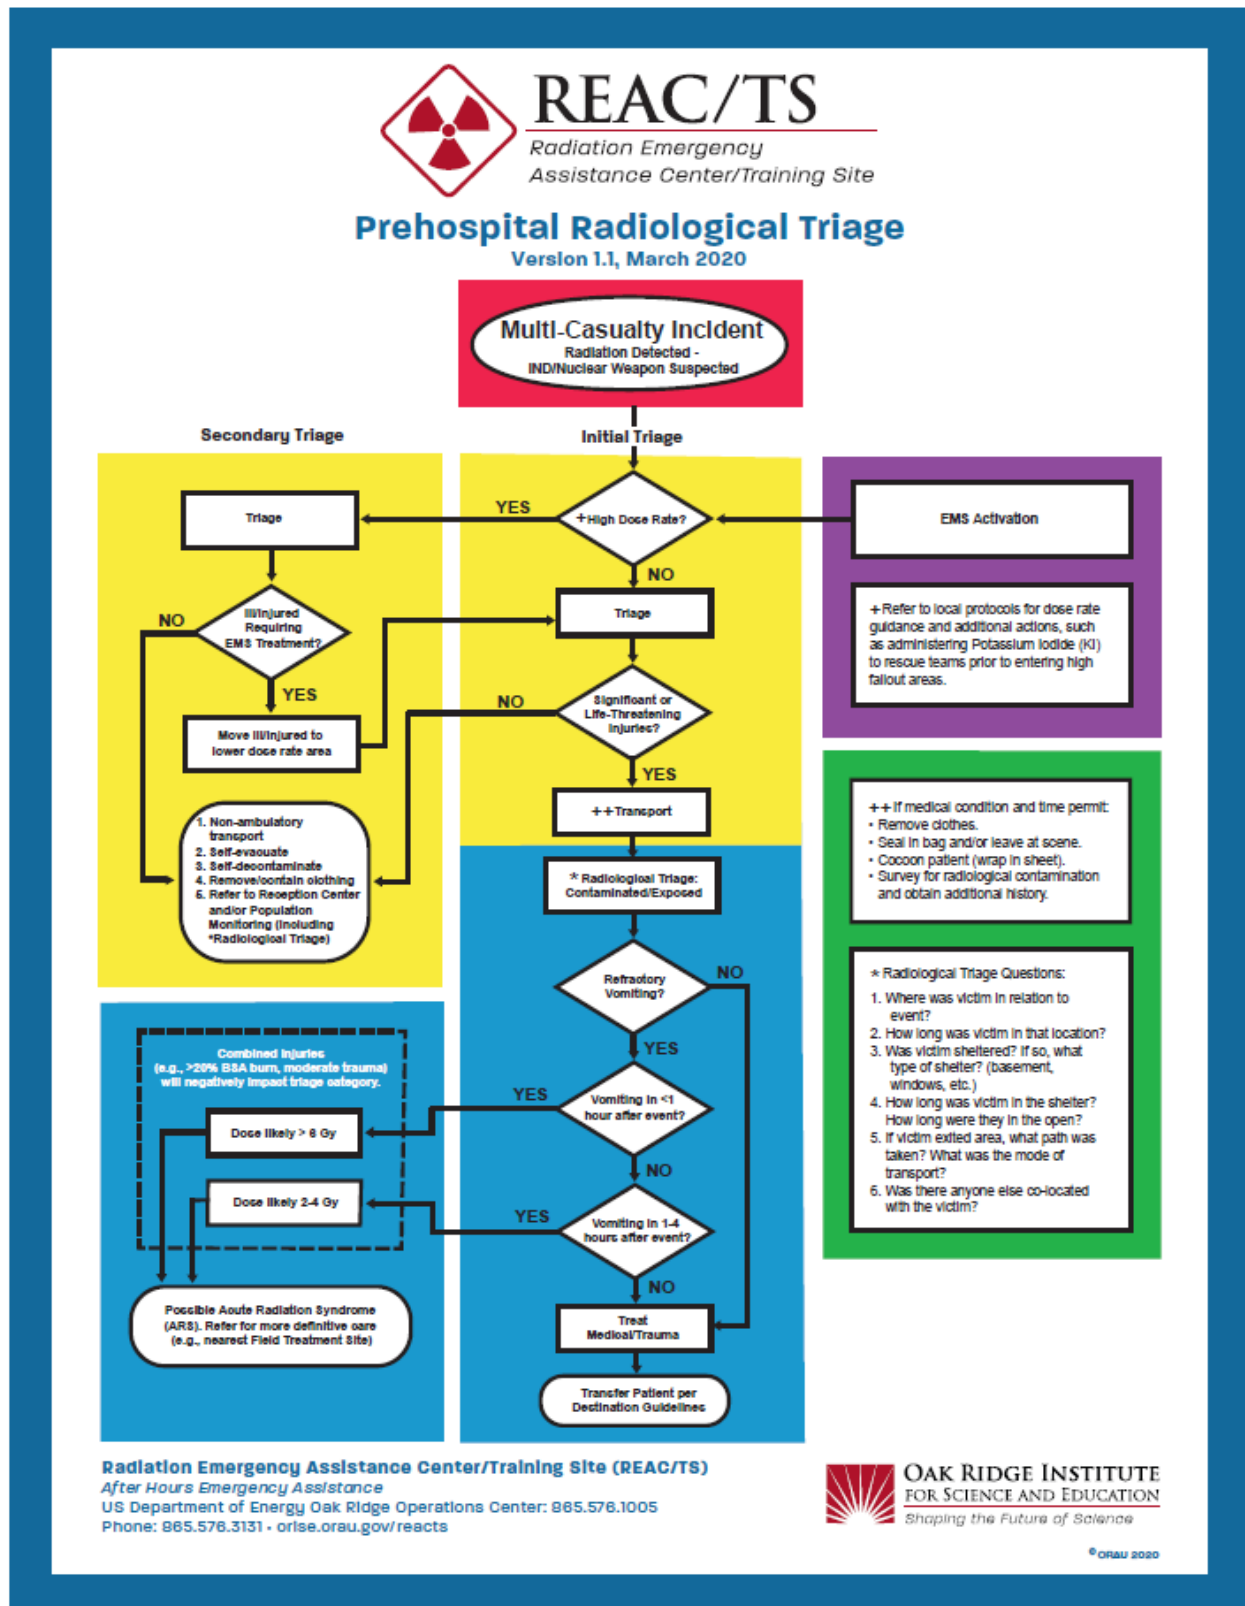 REAC/TS
Radiation Emergency
Assistance Center/Training Site
Prehospital Radiological Triage
Version 1.1, March 2020
Multi-Casualty Incident
Radiation Detected -
IND/Nuclear Weapon Suspected
Secondary Triage
Initial Triage
Triage
YES
+High Dose Rate?
EMS Activation
NO
Triage
Ill/Injured
Requiring
EMS Treatment?
NO
YES
Move Ill/Injured to
lower dose rate area
+Refer to local protocols for dose rate
guidance and additional actions, such
as administering Potassium Iodide (KI)
to rescue teams prior to entering high
fallout areas.
Significant or
Life-Threatening
Injuries?
NO
YES
++Transport
1. Non-ambulatory
transport
2. Self-evacuate
3. Self-decontaminate
4. Remove/contain clothing
5. Refer to Reception Center
and/or Population
Monitoring (including
*Radiological Triage)
++If medical condition and time permit:
• Remove clothes.
• Seal in bag and/or leave at scene.
• Cocoon patient (wrap in sheet).
• Survey for radiological contamination
and obtain additional history.
* Radiological Triage:
Contaminated/Exposed
Refractory
Vomiting?
NO
YES
* Radiological Triage Questions:
1. Where was victim in relation to
event?
2. How long was victim in that location?
3. Was victim sheltered? If so, what
type of shelter? (basement,
windows, etc.)
4. How long was victim in the shelter?
How long were they in the open?
5. If victim exited area, what path was
taken? What was the mode of
transport?
6. Was there anyone else co-located
with the victim?
Combined Injuries
(e.g., >20% BSA burn, moderate trauma)
will negatively impact triage category.
YES
Vomiting in <1
hour after event?
Dose likely > 6 Gy
NO
Dose likely 2-4 Gy
YES
Vomiting in 1-4
hours after event?
NO
Possible Acute Radiation Syndrome
(ARS). Refer for more definitive care
(e.g., nearest Field Treatment Site)
Treat
Medical/Trauma
Transfer Patient per
Destination Guidelines
Radiation Emergency Assistance Center/Training Site (REAC/TS)
After Hours Emergency Assistance
US Department of Energy Oak Ridge Operations Center: 865.576.1005
Phone: 865.576.3131 • orise.orau.gov/reacts
OAK RIDGE INSTITUTE
FOR SCIENCE AND EDUCATION
Shaping the Future of Science
© ORAU 2020